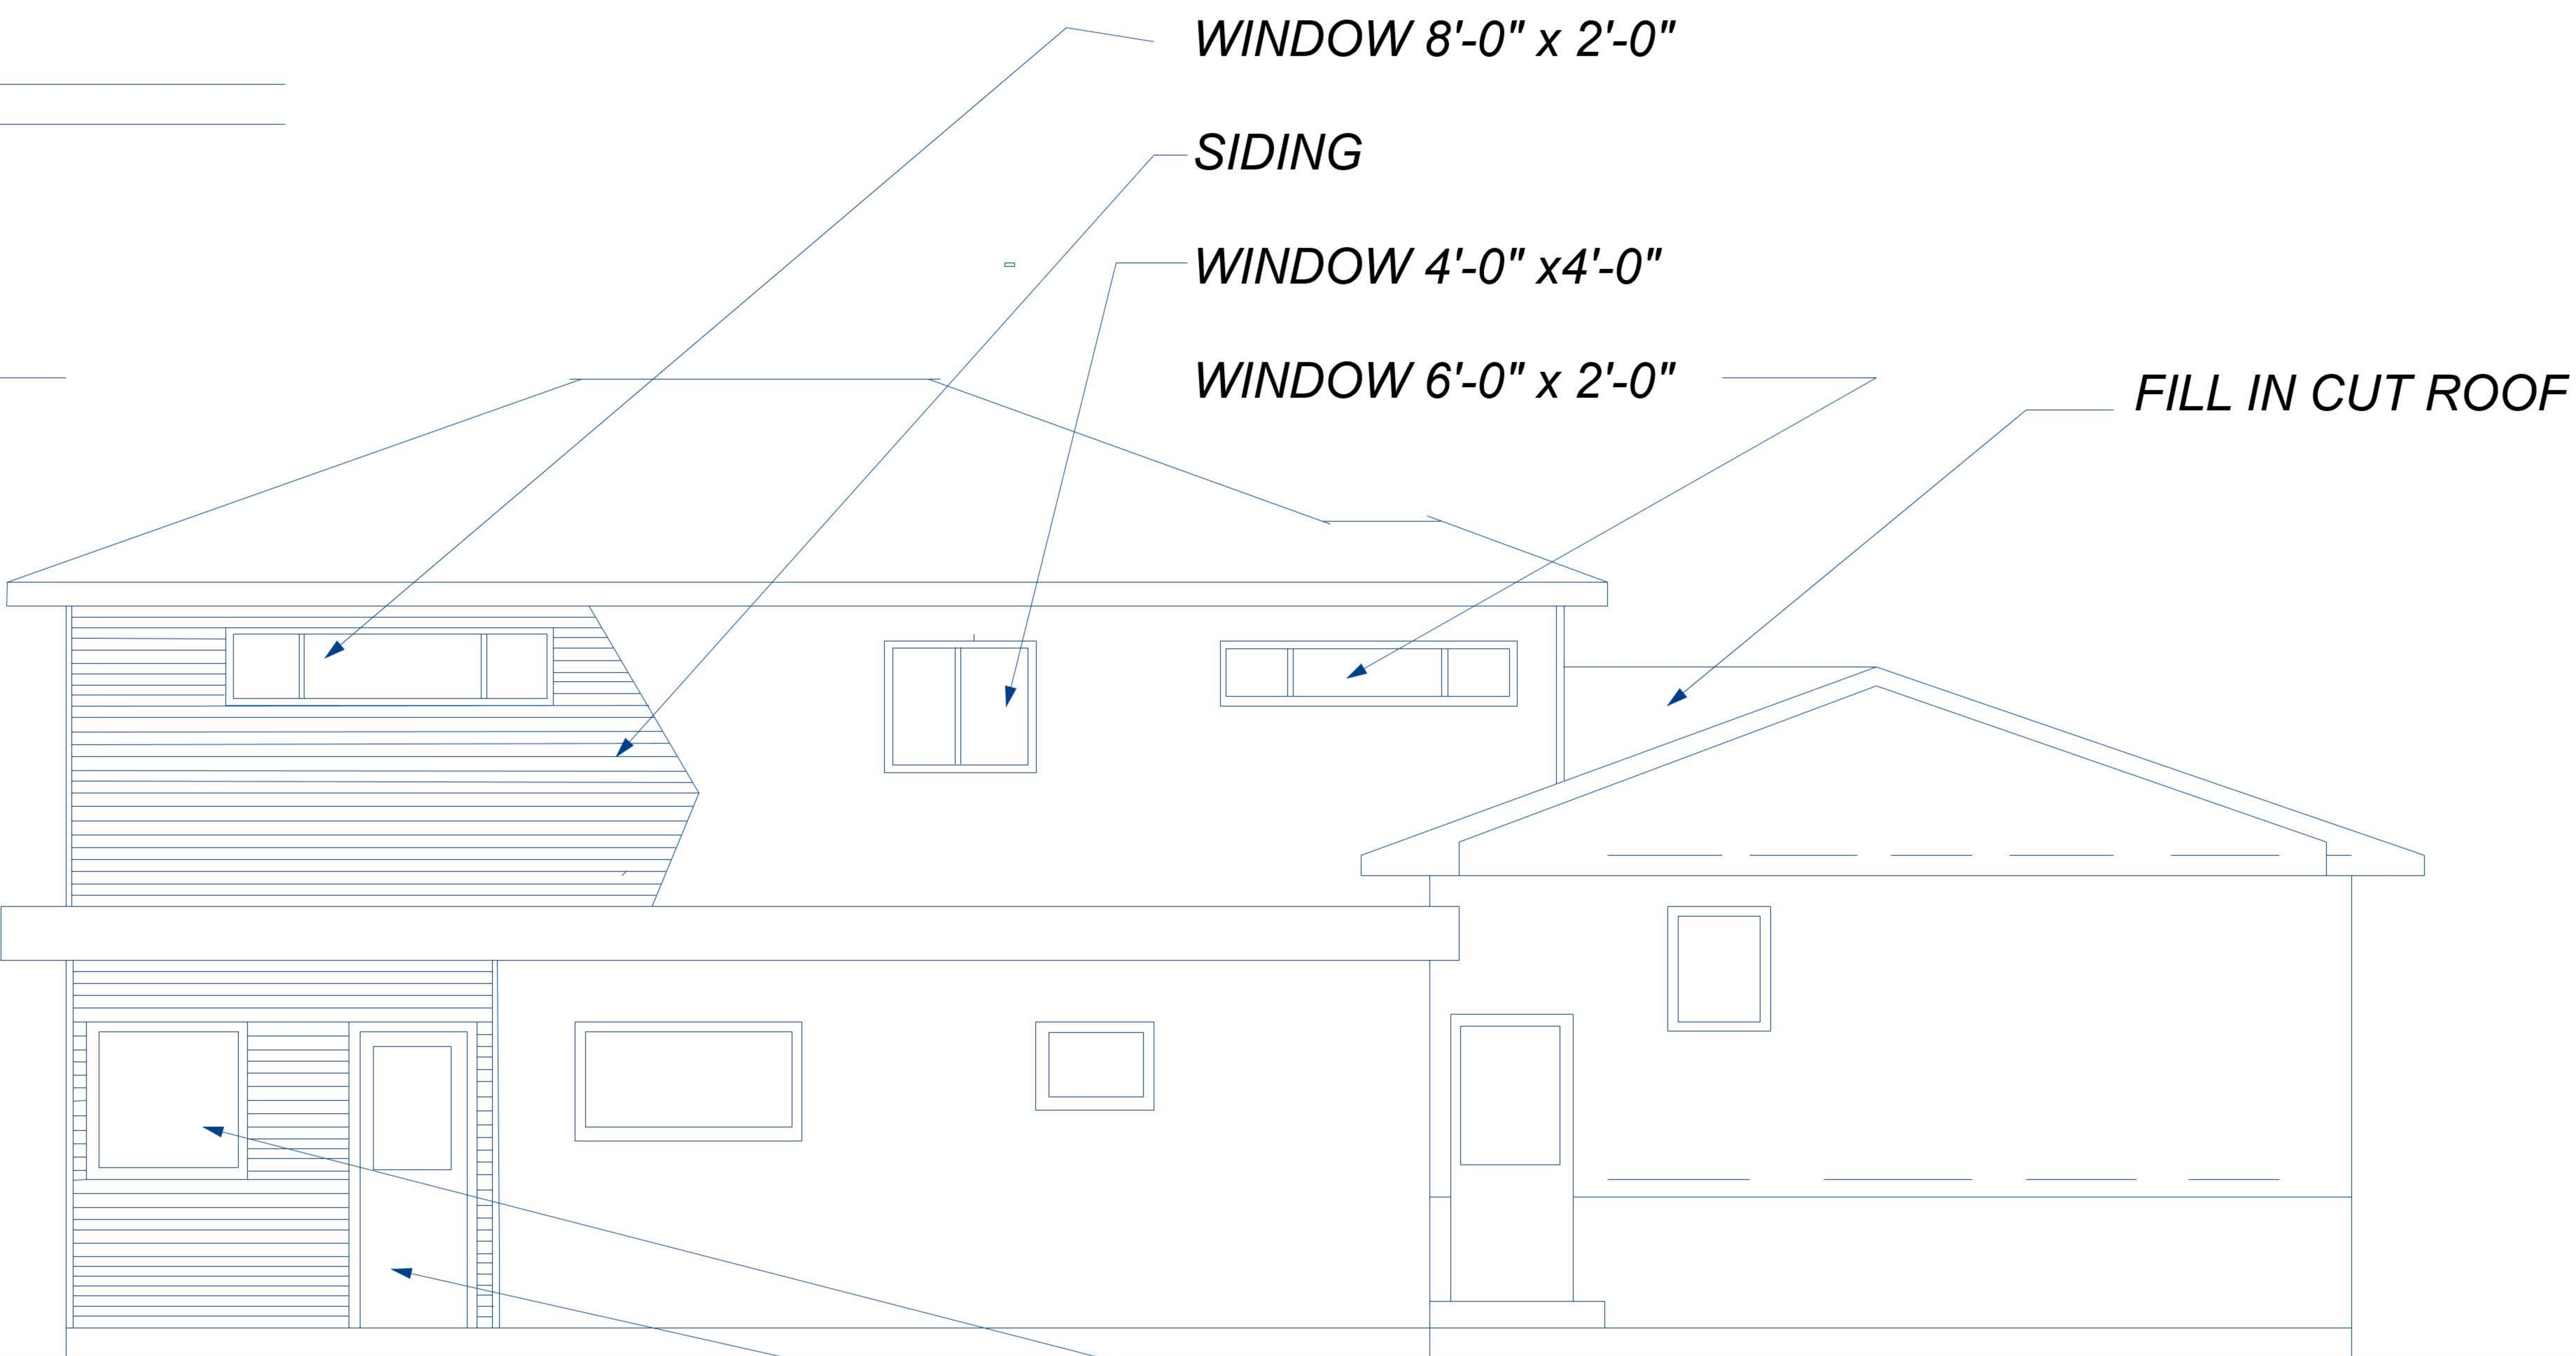 WINDOW 8'-0" x 2'-0"
SIDING
WINDOW 4'-0" x4'-0"
WINDOW 6'-0" x 2'-0"
FILL IN CUT ROOF